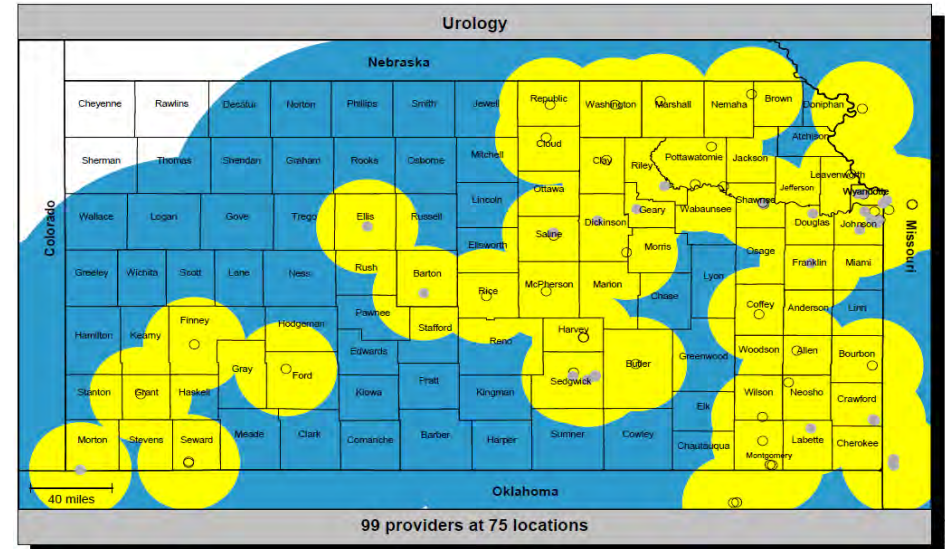 Urology
Nebraska
Cheyenne Rawlins Decatur Norton Phillips Smith Jewell Republic Washington Marshall Nemaha Brown Doniphan
Atchison
Sherman Thomas Sheridan Graham Rooks Osborne Mitchell Cloud Clay Riley Pottawatomie Jackson
Leavenworth
Jefferson Wyandotte
Ottawa
Lincoln Shawnee
Wallace Logan Gove Trego Ellis Russell Saline Dickinson Geary Wabaunsee Douglas Johnson
Colorado
Missouri
Ellsworth Morris Osage
Greeley Wichita Scott Lane Ness Rush Barton Rice McPherson Marion Lyon Franklin Miami
Chase
Hamilton Kearny Finney Hodgeman Pawnee Stafford Reno Harvey Coffey Anderson Linn
Gray Ford Edwards Sedgwick Butler Greenwood Woodson Allen Bourbon
Stanton Grant Haskell Kiowa Pratt Kingman Elk Wilson Neosho Crawford
Morton Stevens Seward Meade Clark Comanche Barber Harper Sumner Cowley Chautauqua Montgomery Labette Cherokee
40 miles
Oklahoma
99 providers at 75 locations